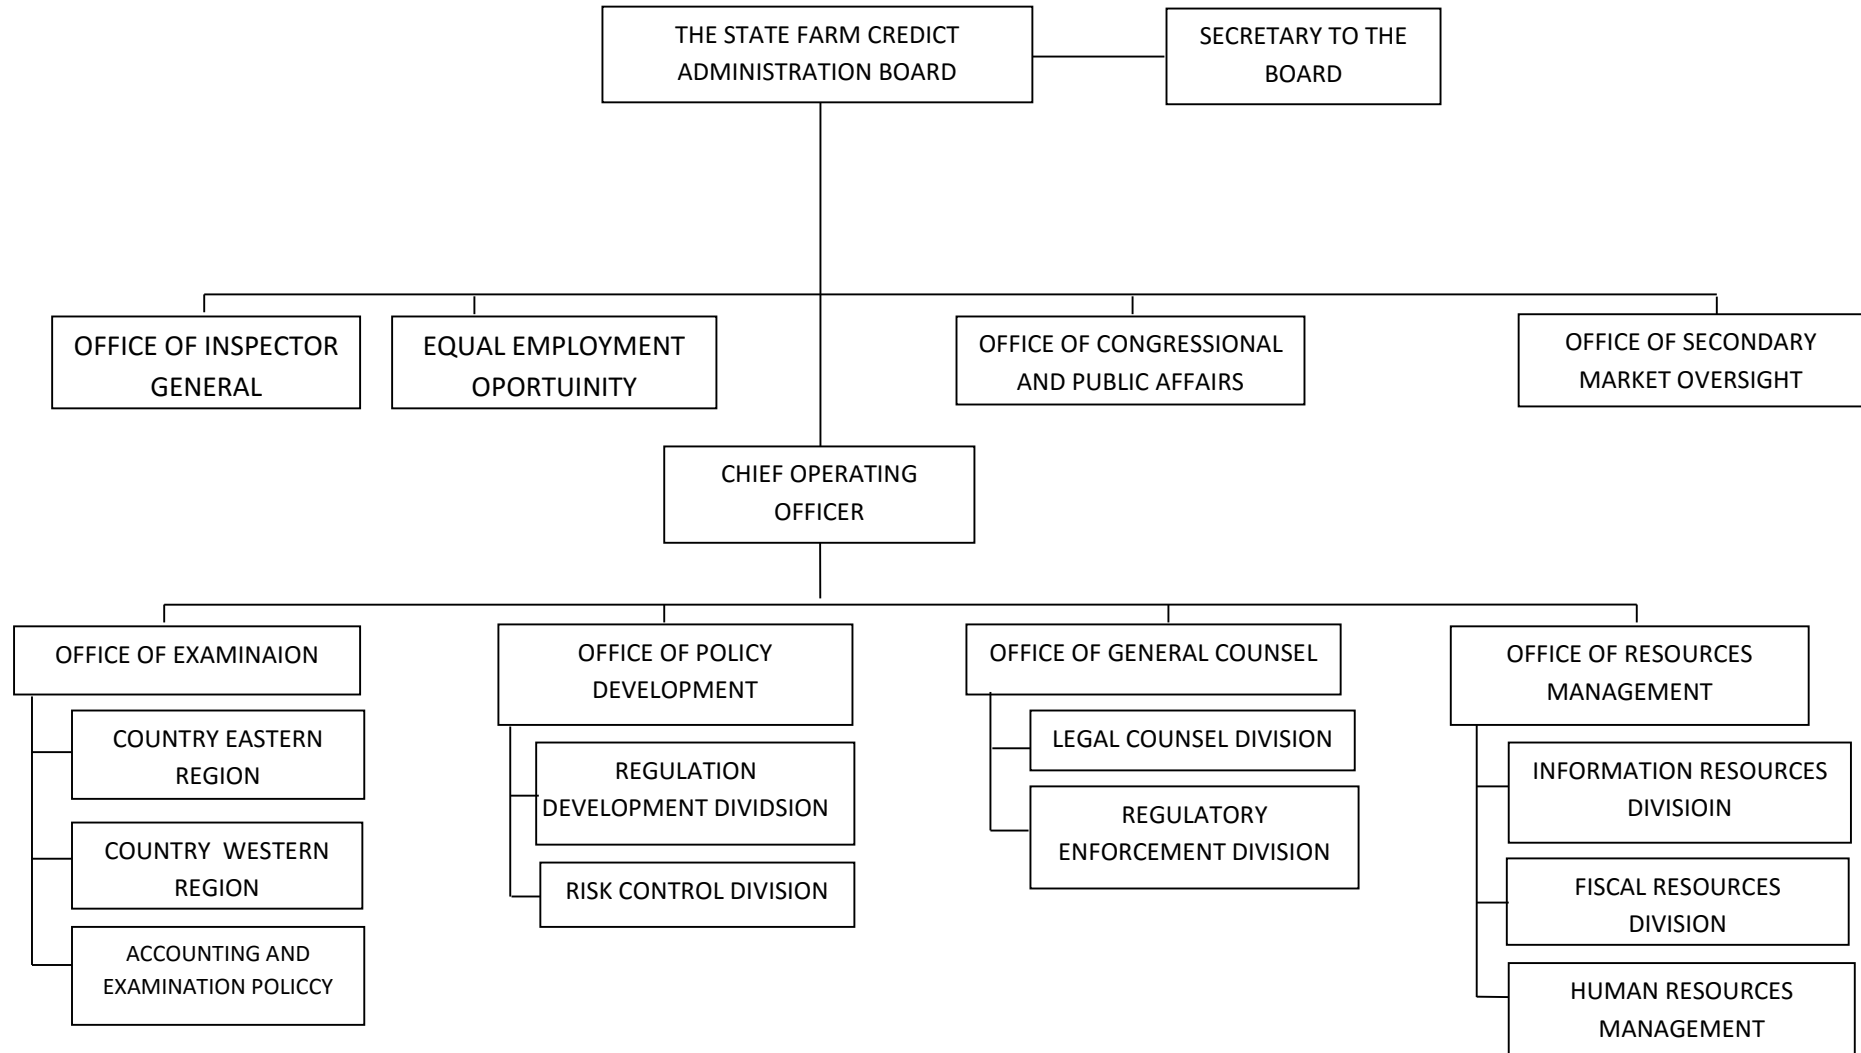 THE STATE FARM CREDICT
ADMINISTRATION BOARD
SECRETARY TO THE
BOARD
OFFICE OF INSPECTOR
GENERAL
EQUAL EMPLOYMENT
OPORTUINITY
OFFICE OF CONGRESSIONAL
AND PUBLIC AFFAIRS
OFFICE OF SECONDARY
MARKET OVERSIGHT
CHIEF OPERATING
OFFICER
OFFICE OF EXAMINAION
COUNTRY EASTERN
REGION
COUNTRY  WESTERN
REGION
ACCOUNTING AND
EXAMINATION POLICCY
OFFICE OF POLICY
DEVELOPMENT
REGULATION
DEVELOPMENT DIVIDSION
RISK CONTROL DIVISION
OFFICE OF GENERAL COUNSEL
LEGAL COUNSEL DIVISION
REGULATORY
ENFORCEMENT DIVISION
OFFICE OF RESOURCES
MANAGEMENT
INFORMATION RESOURCES
DIVISIOIN
FISCAL RESOURCES
DIVISION
HUMAN RESOURCES
MANAGEMENT